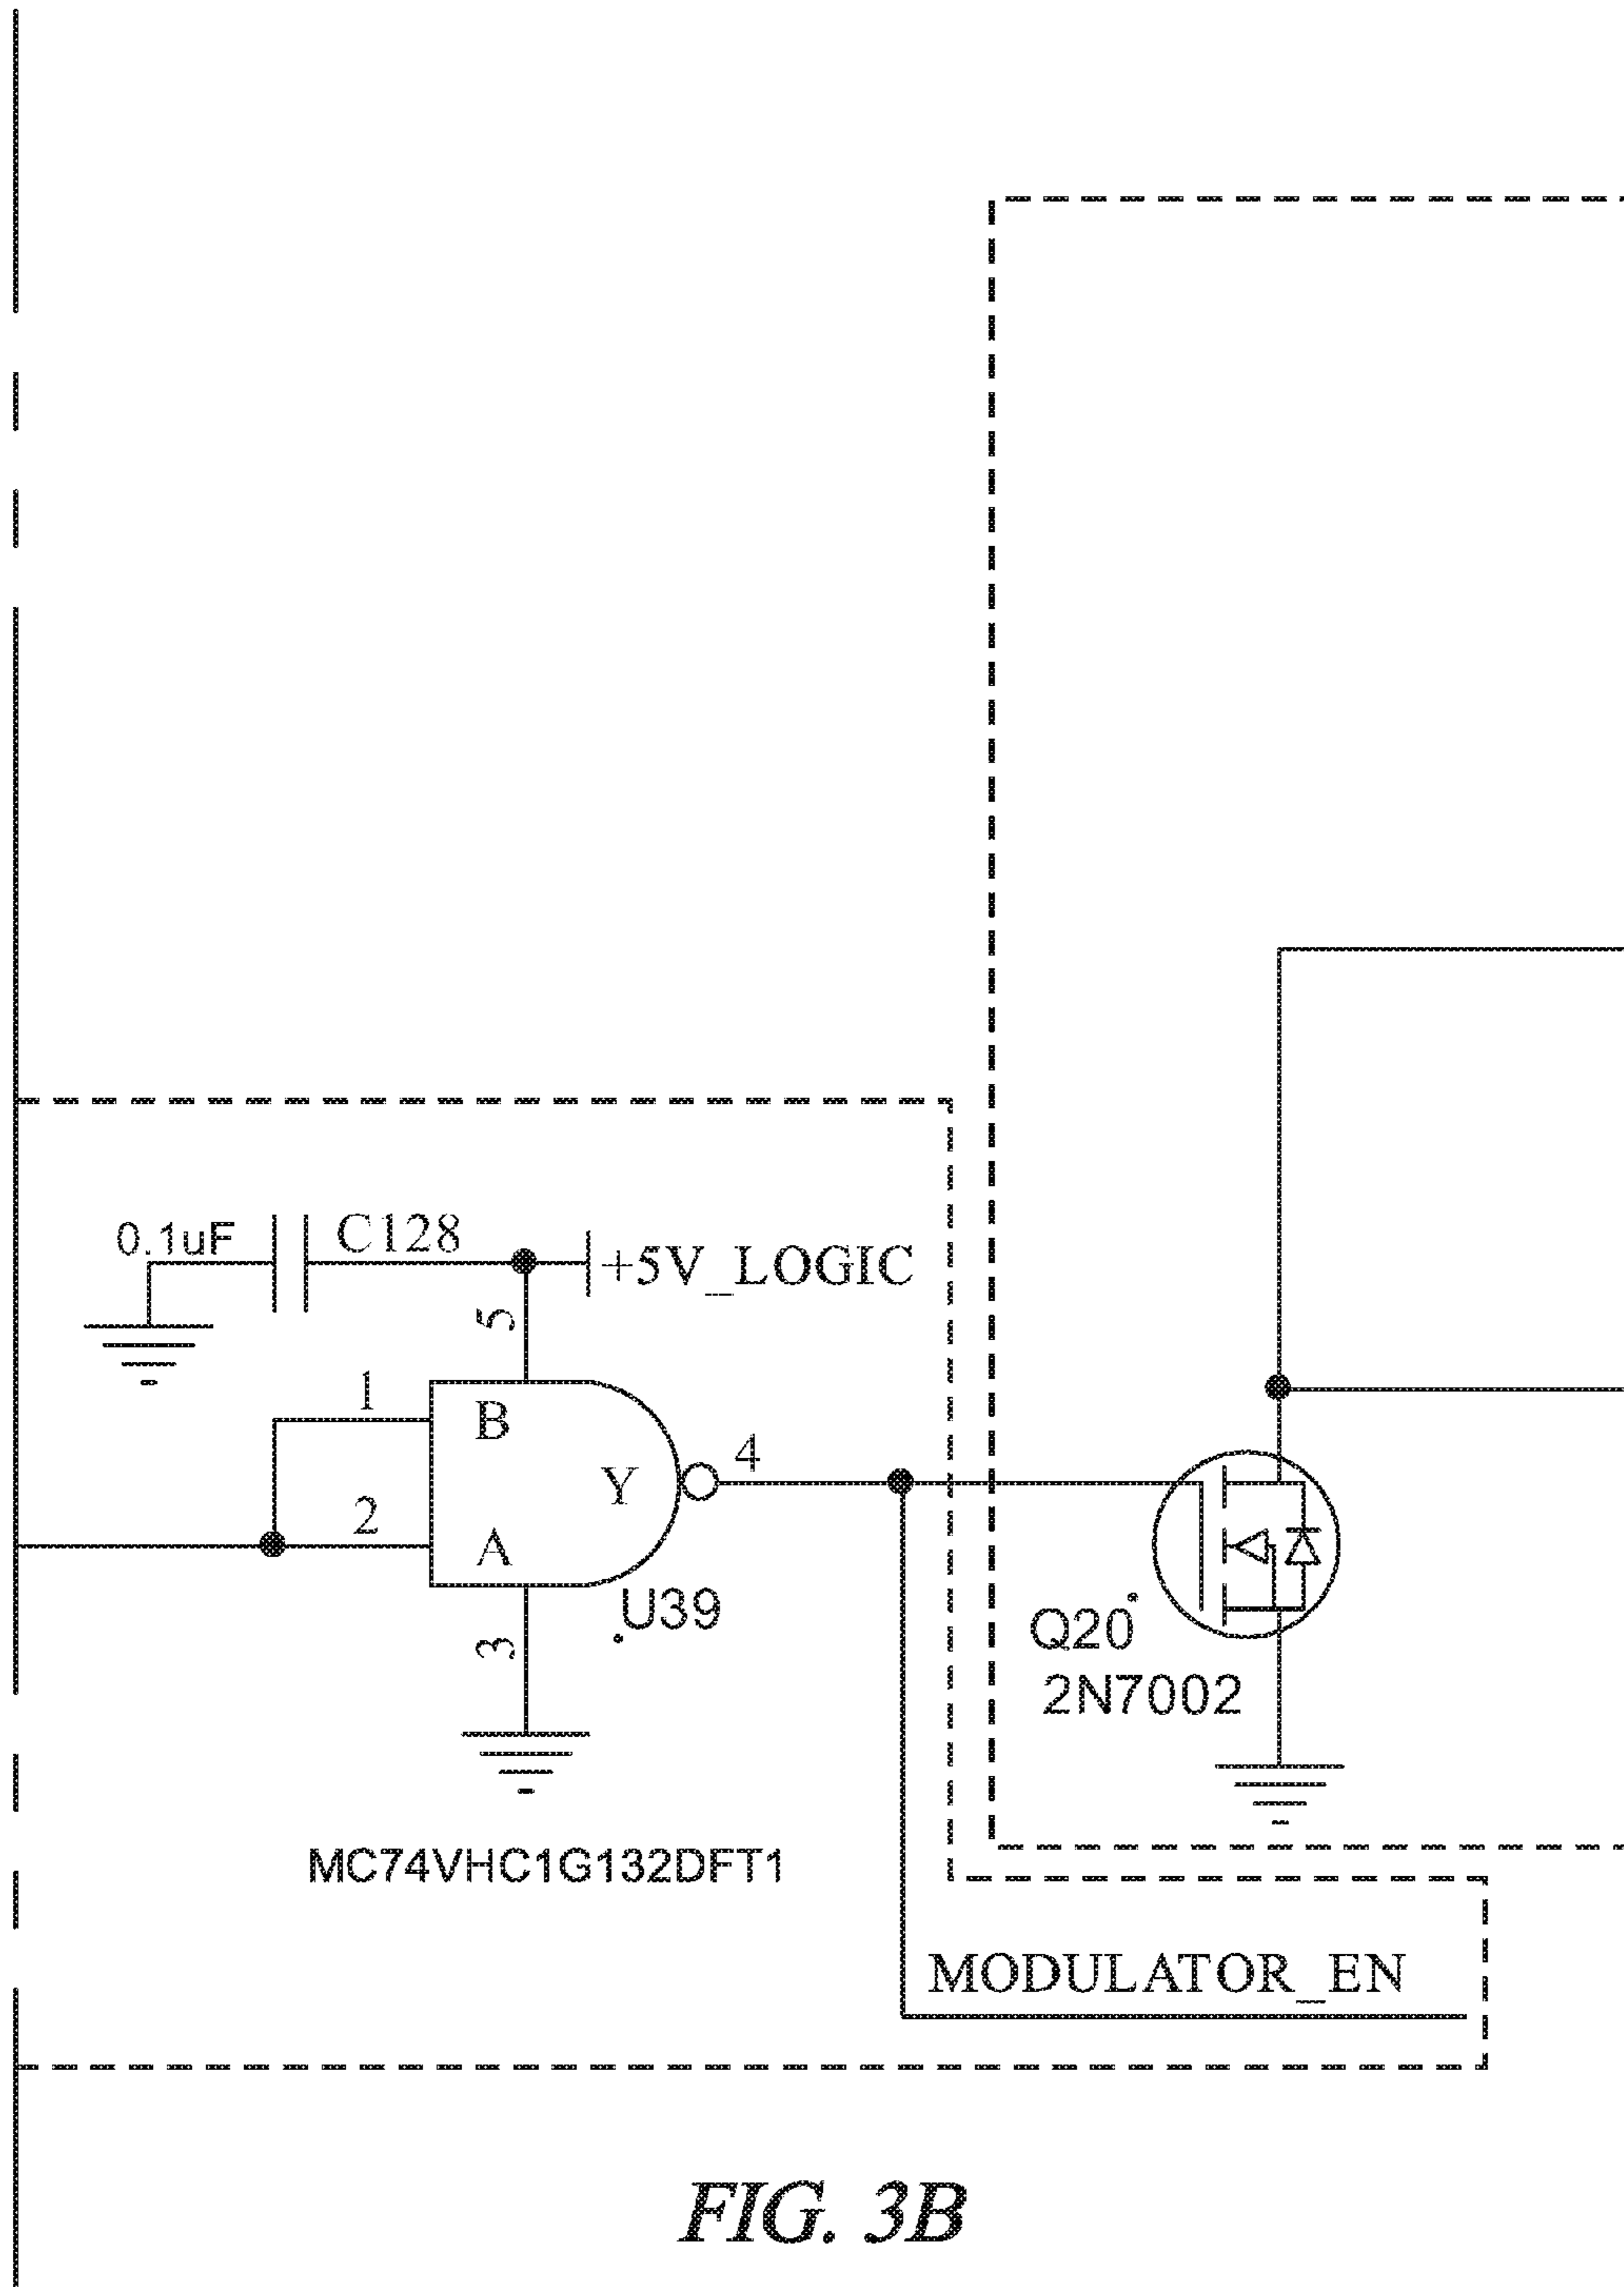 0.1uF
C128
+5V_LOGIC
5
1
B
4
Y
2
A
U39
3
Q20
2N7002
MC74VHC1G132DFT1
MODULATOR_EN
FIG. 3B